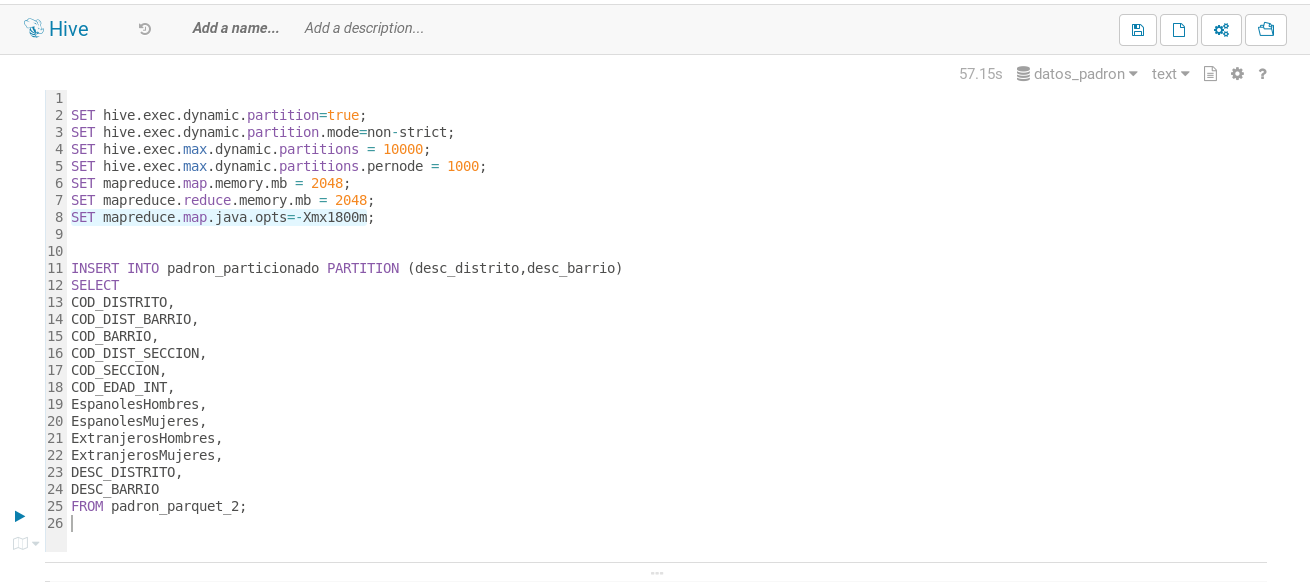 Hive Add a name... Add a description...
57.15s datos_padron text ?
1
2 SET hive.exec.dynamic.partition=true;
3 SET hive.exec.dynamic.partition.mode=non-strict;
4 SET hive.exec.max.dynamic.partitions = 10000;
5 SET hive.exec.max.dynamic.partitions.pernode = 1000;
6 SET mapreduce.map.memory.mb = 2048;
7 SET mapreduce.reduce.memory.mb = 2048;
8 SET mapreduce.map.java.opts=-Xmx1800m;
9
10
11 INSERT INTO padron_particionado PARTITION (desc_distrito,desc_barrio)
12 SELECT
13 COD_DISTRITO,
14 COD_DIST_BARRIO,
15 COD_BARRIO,
16 COD_DIST_SECCION,
17 COD_SECCION,
18 COD_EDAD_INT,
19 EspanolesHombres,
20 EspanolesMujeres,
21 ExtranjerosHombres,
22 ExtranjerosMujeres,
23 DESC_DISTRITO,
24 DESC_BARRIO
25 FROM padron_parquet_2;
26